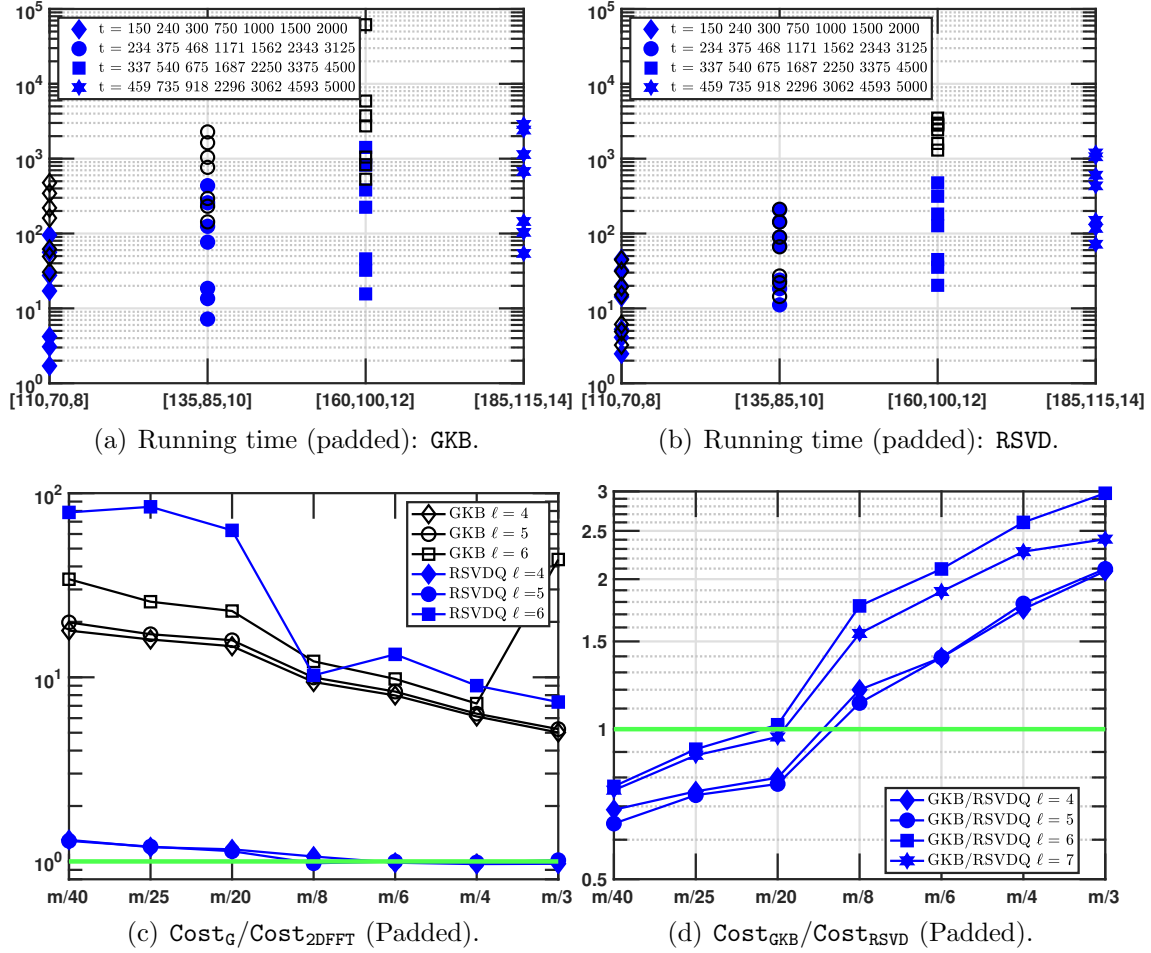 10^5
10^4
10^3
10^2
10^1
10^0
t = 150 240 300 750 1000 1500 2000
t = 234 375 468 1171 1562 2343 3125
t = 337 540 675 1687 2250 3375 4500
t = 459 735 918 2296 3062 4593 5000
[110,70,8] [135,85,10] [160,100,12] [185,115,14]
(a) Running time (padded): GKB.
10^5
10^4
10^3
10^2
10^1
10^0
t = 150 240 300 750 1000 1500 2000
t = 234 375 468 1171 1562 2343 3125
t = 337 540 675 1687 2250 3375 4500
t = 459 735 918 2296 3062 4593 5000
[110,70,8] [135,85,10] [160,100,12] [185,115,14]
(b) Running time (padded): RSVD.
10^2
10^1
10^0
GKB ℓ = 4
GKB ℓ = 5
GKB ℓ = 6
RSVDQ ℓ =4
RSVDQ ℓ =5
RSVDQ ℓ =6
m/40 m/25 m/20 m/8 m/6 m/4 m/3
(c) Cost_G/Cost_2DFFT (Padded).
3
2.5
2
1.5
1
0.5
GKB/RSVDQ ℓ = 4
GKB/RSVDQ ℓ = 5
GKB/RSVDQ ℓ = 6
GKB/RSVDQ ℓ = 7
m/40 m/25 m/20 m/8 m/6 m/4 m/3
(d) Cost_GKB/Cost_RSVD (Padded).